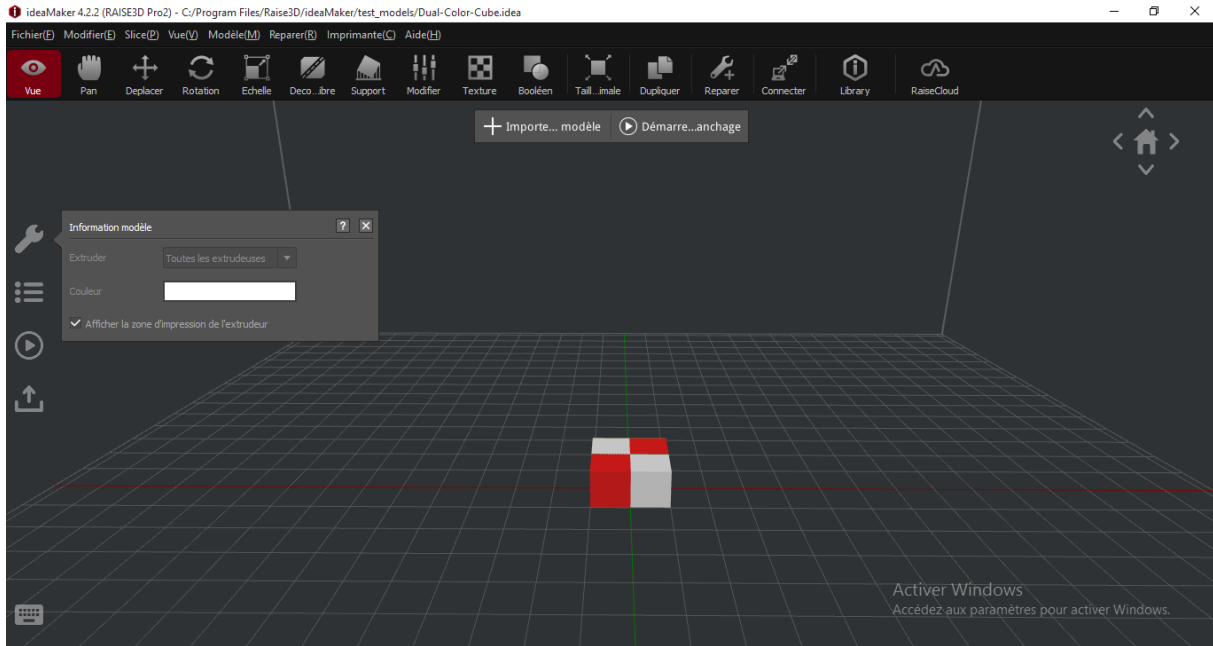 ideaMaker 4.2.2 (RAISE3D Pro2) - C:/Program Files/Raise3D/ideaMaker/test_models/Dual-Color-Cube.idea
Fichier(F) Modifier(E) Slice(P) Vue(V) Modèle(M) Reparer(R) Imprimante(C) Aide(H)
Vue Pan Deplacer Rotation Echelle Deco...ibre Support Modifier Texture Booléen Taill...imale Dupliquer Reparer Connecter Library RaiseCloud
Importe... modèle Démarre...anchage
Information modèle ?
Extruder Toutes les extrudeuses
Couleur
Afficher la zone d'impression de l'extrudeur
Activer Windows
Accédez aux paramètres pour activer Windows.